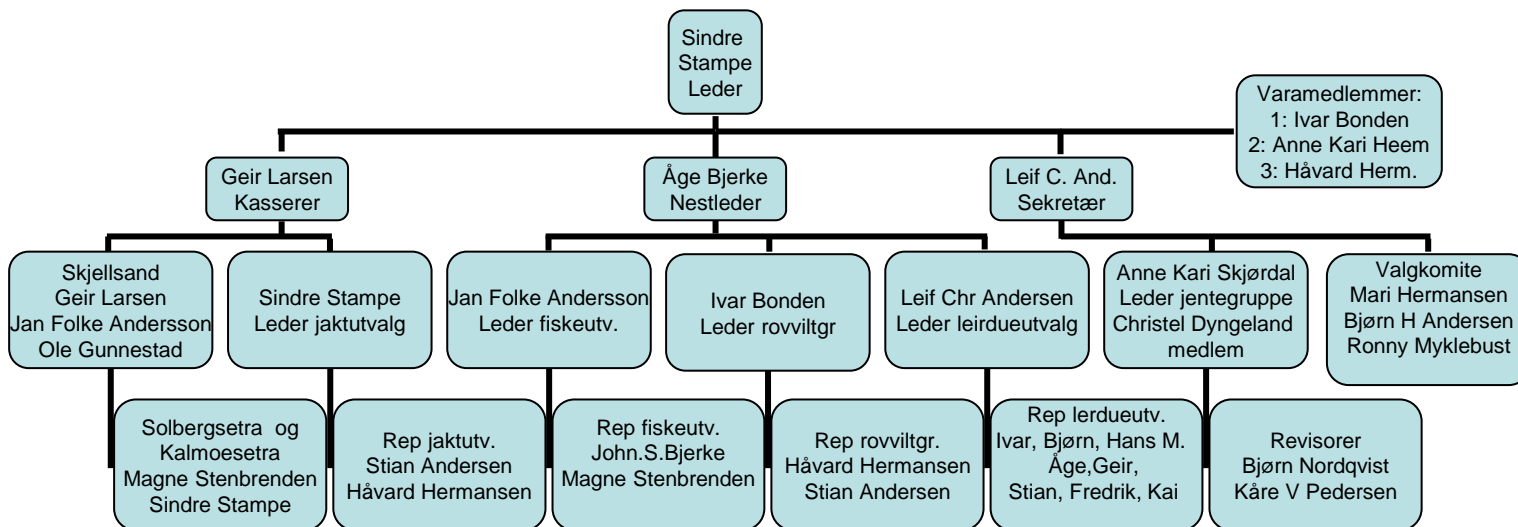 Sindre
Stampe
Leder
Varamedlemmer:
1: Ivar Bonden
2: Anne Kari Heem
3: Håvard Herm.
Geir Larsen
Kasserer
Åge Bjerke
Nestleder
Leif C. And.
Sekretær
Skjellsand
Geir Larsen
Jan Folke Andersson
Ole Gunnestad
Sindre Stampe
Leder jaktutvalg
Jan Folke Andersson
Leder fiskeutv.
Ivar Bonden
Leder rovviltgr
Leif Chr Andersen
Leder leirdueutvalg
Anne Kari Skjørdal
Leder jentegruppe
Christel Dyngeland
medlem
Valgkomite
Mari Hermansen
Bjørn H Andersen
Ronny Myklebust
Solbergsetra og
Kalmoesetra
Magne Stenbrenden
Sindre Stampe
Rep jaktutv.
Stian Andersen
Håvard Hermansen
Rep fiskeutv.
John.S.Bjerke
Magne Stenbrenden
Rep rovviltgr.
Håvard Hermansen
Stian Andersen
Rep lerdueutv.
Ivar, Bjørn, Hans M.
Åge,Geir,
Stian, Fredrik, Kai
Revisorer
Bjørn Nordqvist
Kåre V Pedersen